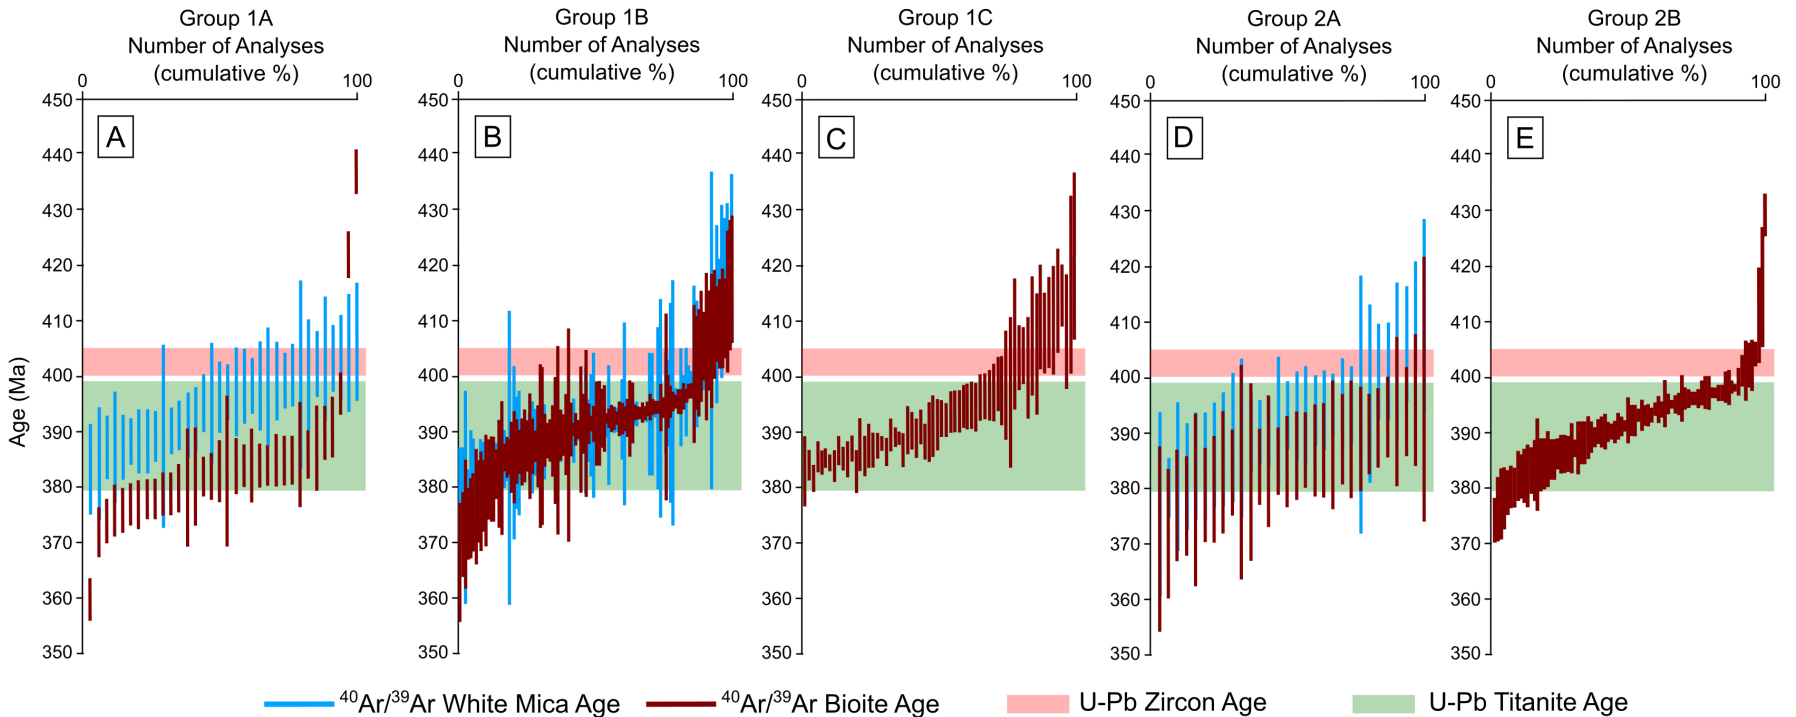 Group 1A
Number of Analyses
(cumulative %)
0 100
450
440
430
420
410
400
390
380
370
360
350
Age (Ma)
A
Group 1B
Number of Analyses
(cumulative %)
0 100
450
440
430
420
410
400
390
380
370
360
350
B
Group 1C
Number of Analyses
(cumulative %)
0 100
450
440
430
420
410
400
390
380
370
360
350
C
Group 2A
Number of Analyses
(cumulative %)
0 100
450
440
430
420
410
400
390
380
370
360
350
D
Group 2B
Number of Analyses
(cumulative %)
0 100
450
440
430
420
410
400
390
380
370
360
350
E
⁴⁰Ar/³⁹Ar White Mica Age
⁴⁰Ar/³⁹Ar Bioite Age
U-Pb Zircon Age
U-Pb Titanite Age